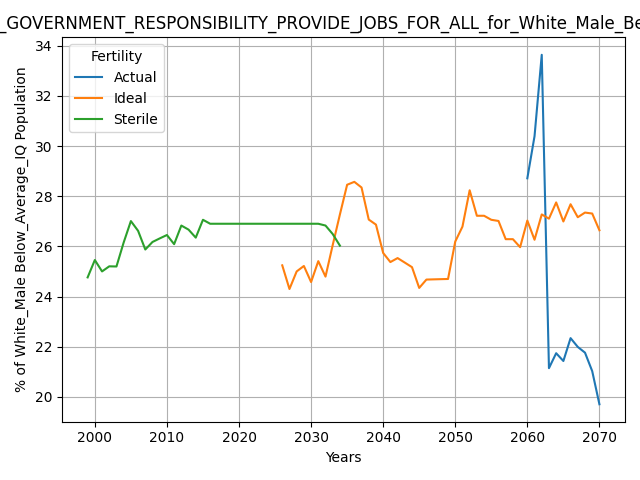 _GOVERNMENT_RESPONSIBILITY_PROVIDE_JOBS_FOR_ALL_for_White_Male_Be
Fertility
Actual
Ideal
Sterile
% of White_Male Below_Average_IQ Population
34
32
30
28
26
24
22
20
2000 2010 2020 2030 2040 2050 2060 2070
Years